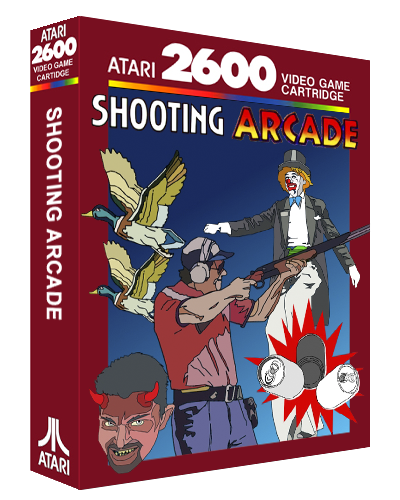 ATARI
2600
VIDEO GAME
CARTRIDGE
SHOOTING ARCADE
ATARI
ATARI 2600 VIDEO GAME
CARTRIDGE
SHOOTING ARCADE